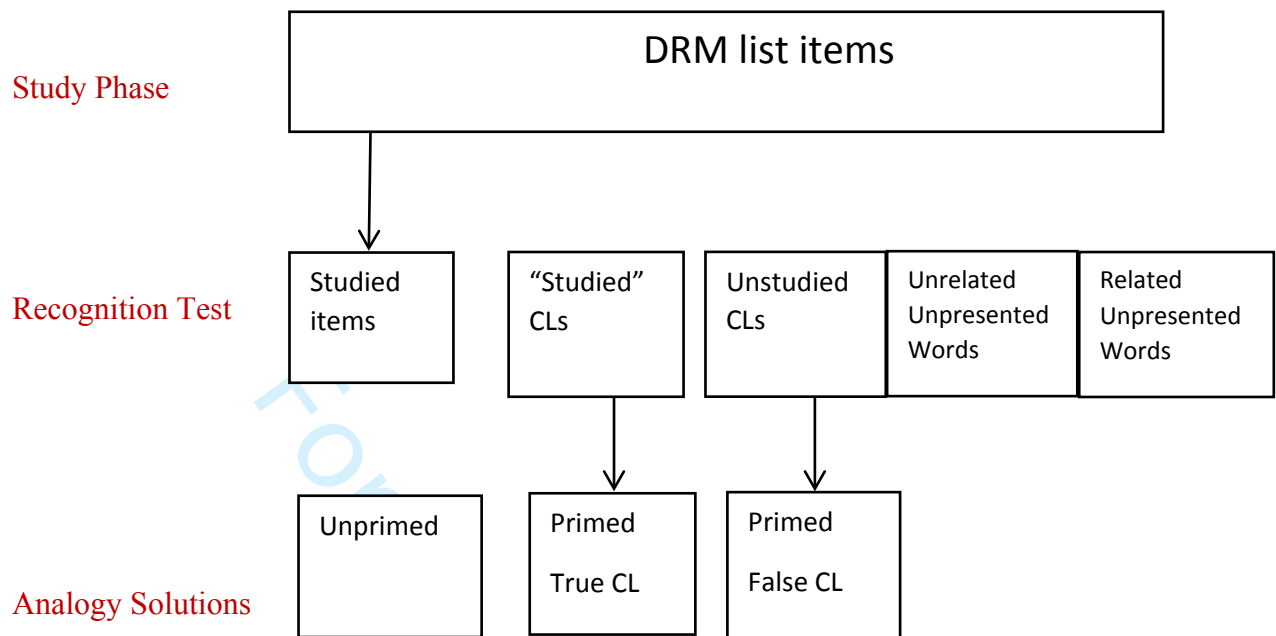 DRM list items
Study Phase
Recognition Test
Studied
items
“Studied”
CLs
Unstudied
CLs
Unrelated
Unpresented
Words
Related
Unpresented
Words
For
Unprimed
Primed
True CL
Primed
False CL
Analogy Solutions